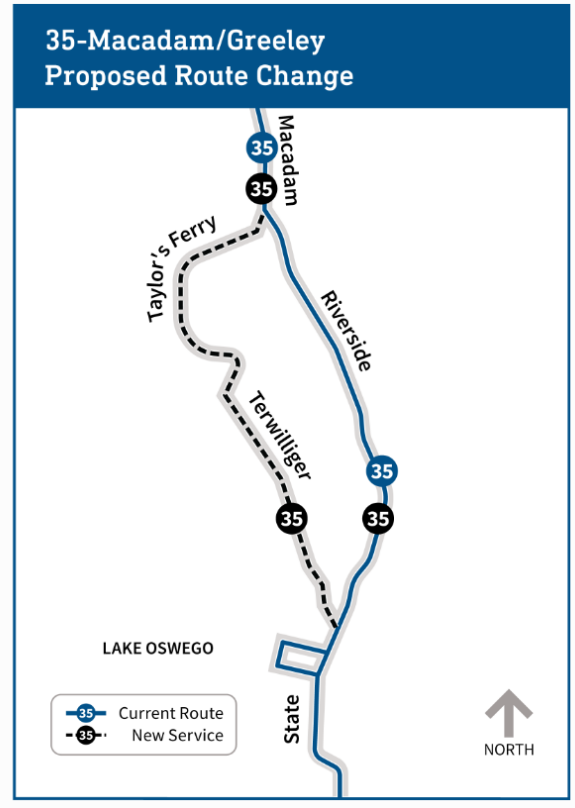 35-Macadam/Greeley
Proposed Route Change
Macadam
35
35
Taylor's Ferry
Riverside
Terwilliger
35
35
35
LAKE OSWEGO
State
35 Current Route
35 New Service
NORTH